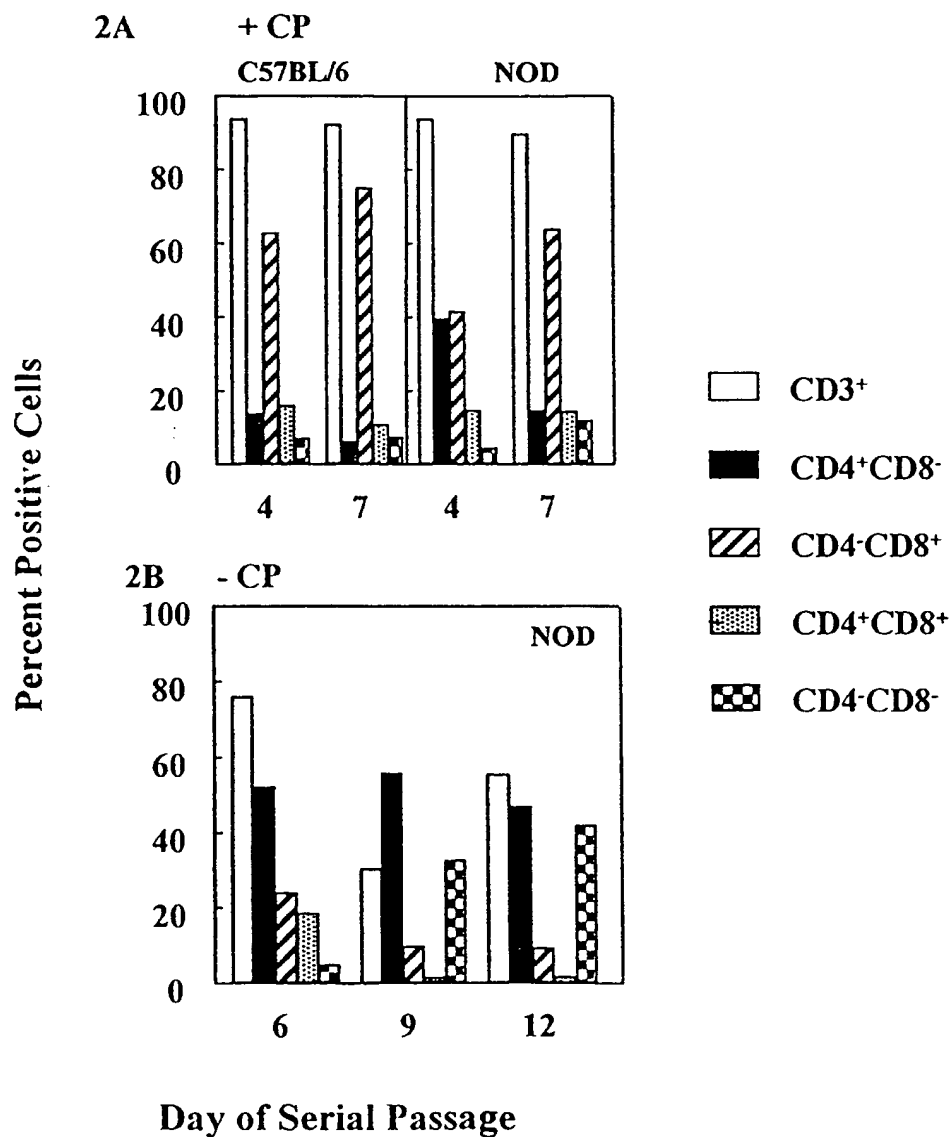 2A + CP
C57BL/6 NOD
100
80
60
40
20
0
4 7 4 7
2B - CP
NOD
100
80
60
40
20
0
6 9 12
Percent Positive Cells
Day of Serial Passage
CD3⁺
CD4⁺CD8⁻
CD4⁻CD8⁺
CD4⁺CD8⁺
CD4⁻CD8⁻